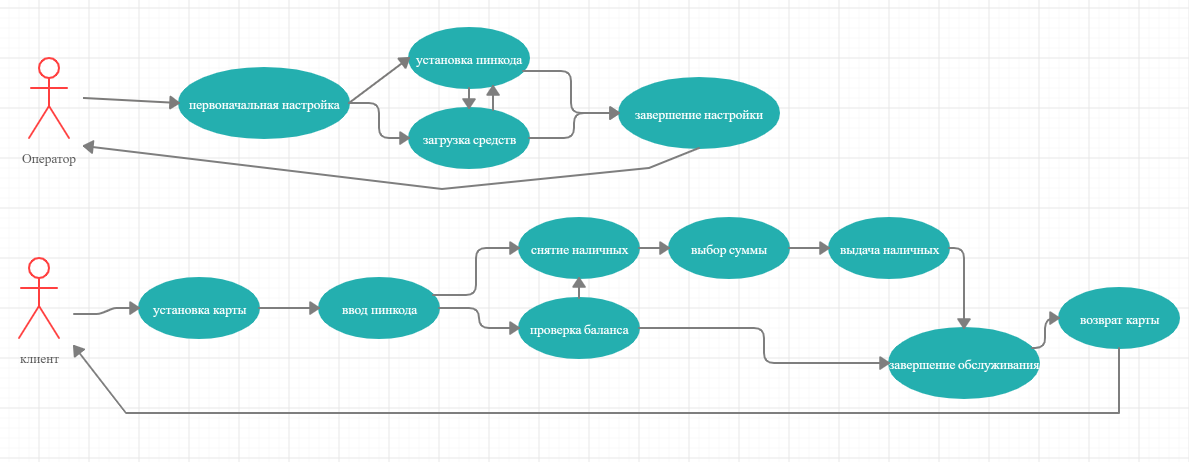 установка пинкода
первоначальная настройка
завершение настройки
загрузка средств
Оператор
снятие наличных
выбор суммы
выдача наличных
установка карты
ввод пинкода
возврат карты
проверка баланса
клиент
завершение обслуживания